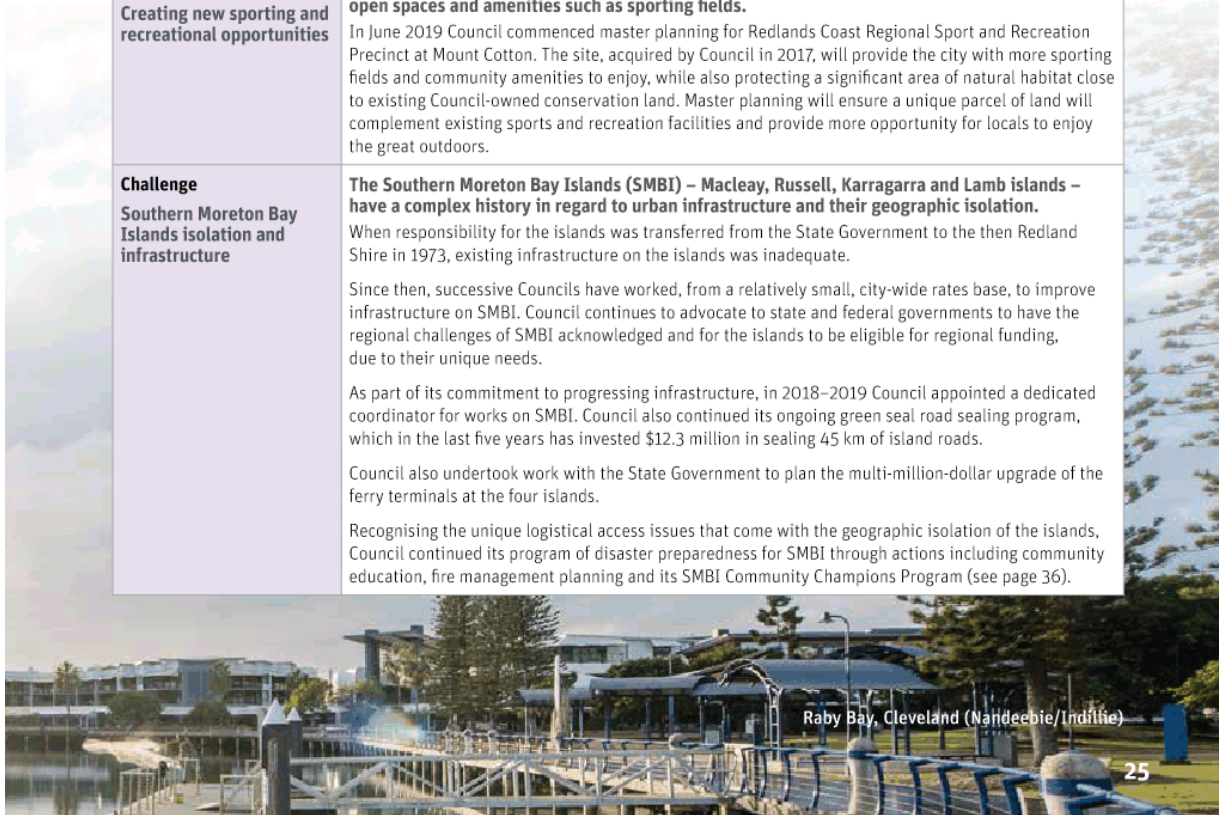 Creating new sporting and
recreational opportunities
open spaces and amenities such as sporting fields.
In June 2019 Council commenced master planning for Redlands Coast Regional Sport and Recreation
Precinct at Mount Cotton. The site, acquired by Council in 2017, will provide the city with more sporting
fields and community amenities to enjoy, while also protecting a significant area of natural habitat close
to existing Council-owned conservation land. Master planning will ensure a unique parcel of land will
complement existing sports and recreation facilities and provide more opportunity for locals to enjoy
the great outdoors.
Challenge
Southern Moreton Bay
Islands isolation and
infrastructure
The Southern Moreton Bay Islands (SMBI) – Macleay, Russell, Karragarra and Lamb islands –
have a complex history in regard to urban infrastructure and their geographic isolation.
When responsibility for the islands was transferred from the State Government to the then Redland
Shire in 1973, existing infrastructure on the islands was inadequate.
Since then, successive Councils have worked, from a relatively small, city-wide rates base, to improve
infrastructure on SMBI. Council continues to advocate to state and federal governments to have the
regional challenges of SMBI acknowledged and for the islands to be eligible for regional funding,
due to their unique needs.
As part of its commitment to progressing infrastructure, in 2018–2019 Council appointed a dedicated
coordinator for works on SMBI. Council also continued its ongoing green seal road sealing program,
which in the last five years has invested $12.3 million in sealing 45 km of island roads.
Council also undertook work with the State Government to plan the multi-million-dollar upgrade of the
ferry terminals at the four islands.
Recognising the unique logistical access issues that come with the geographic isolation of the islands,
Council continued its program of disaster preparedness for SMBI through actions including community
education, fire management planning and its SMBI Community Champions Program (see page 36).
Raby Bay, Cleveland (Nandeebie/Indillie)
25